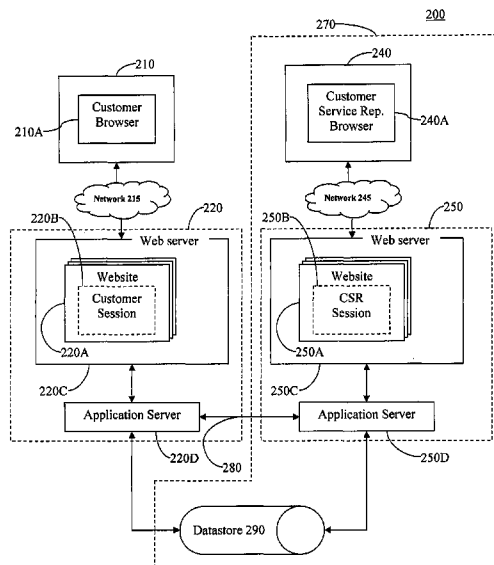 200
270
210
240
Customer
Browser
210A
Customer
Service Rep.
Browser
240A
Network 215
Network 245
220B
220
250B
250
Web server
Website
Customer
Session
220A
220C
Web server
Website
CSR
Session
250A
250C
Application Server
Application Server
220D
280
250D
Datastore 290